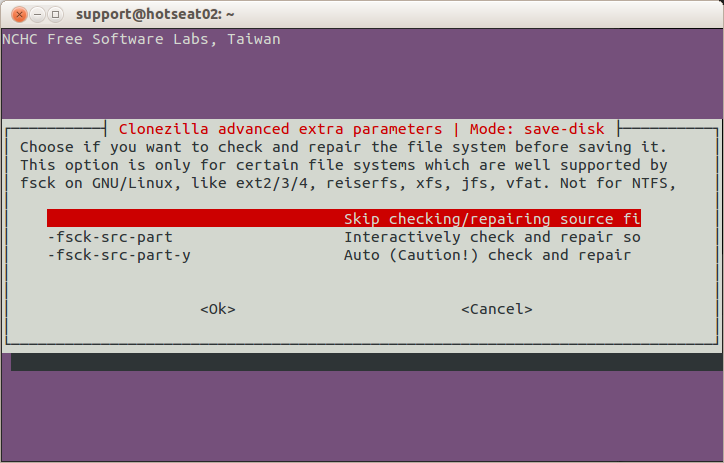 support@hotseat02: ~
NCHC Free Software Labs, Taiwan
Clonezilla advanced extra parameters | Mode: save-disk
Choose if you want to check and repair the file system before saving it.
This option is only for certain file systems which are well supported by
fsck on GNU/Linux, like ext2/3/4, reiserfs, xfs, jfs, vfat. Not for NTFS,
Skip checking/repairing source fi
-fsck-src-part Interactively check and repair so
-fsck-src-part-y Auto (Caution!) check and repair
<Ok> <Cancel>